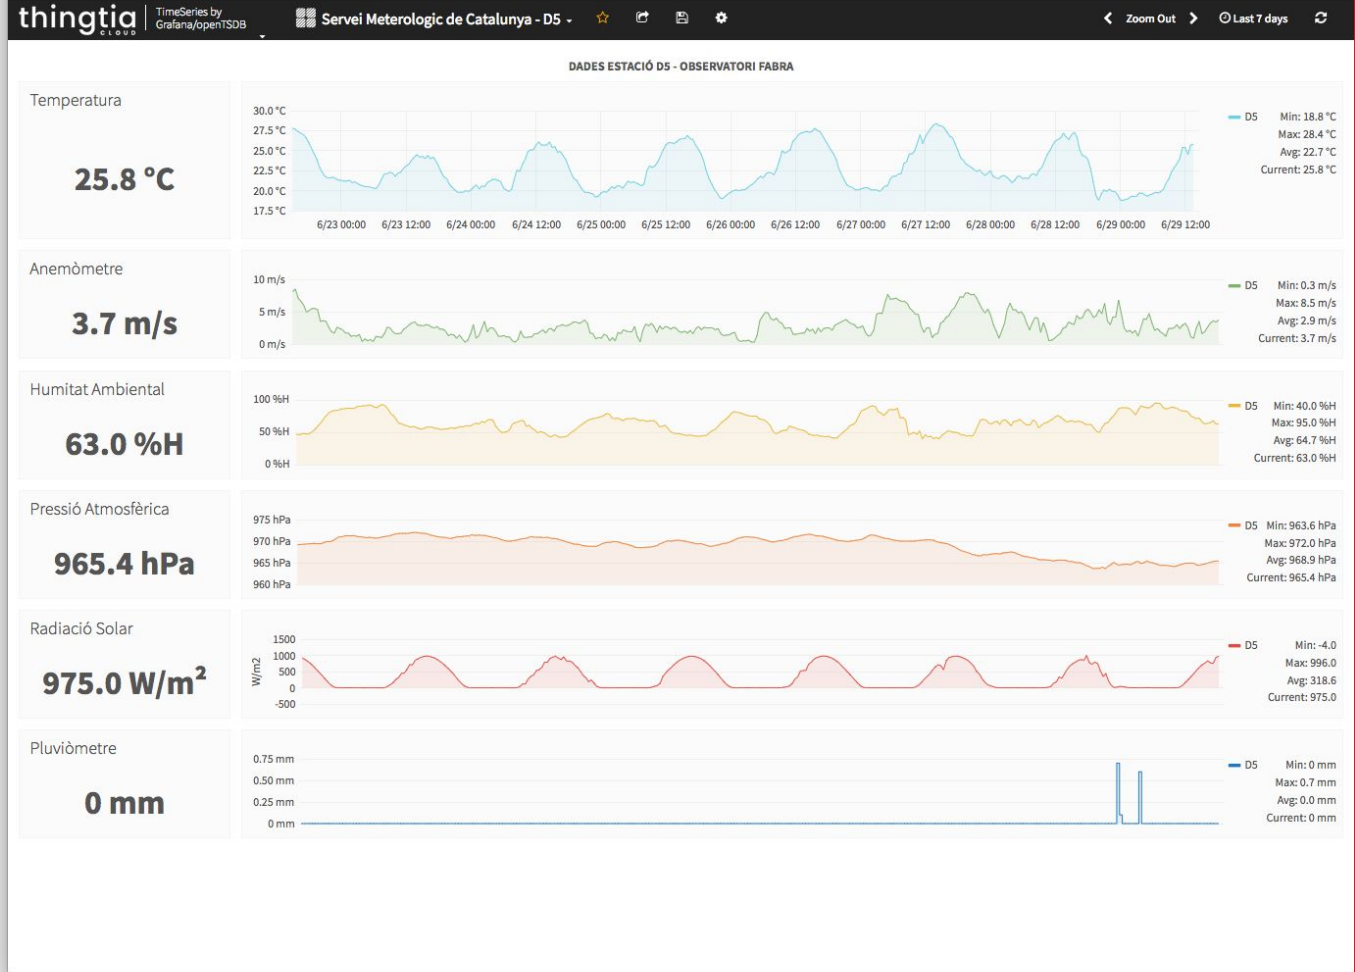 thingtia
CLOUD
TimeSeries by
Grafana/openTSDB
Servei Meterologic de Catalunya - D5
Zoom Out
Last 7 days
DADES ESTACIÓ D5 - OBSERVATORI FABRA
Temperatura
25.8 °C
30.0 °C
27.5 °C
25.0 °C
22.5 °C
20.0 °C
17.5 °C
6/23 00:00 6/23 12:00 6/24 00:00 6/24 12:00 6/25 00:00 6/25 12:00 6/26 00:00 6/26 12:00 6/27 00:00 6/27 12:00 6/28 00:00 6/28 12:00 6/29 00:00 6/29 12:00
D5 Min: 18.8 °C
Max: 28.4 °C
Avg: 22.7 °C
Current: 25.8 °C
Anemòmetre
3.7 m/s
10 m/s
5 m/s
0 m/s
D5 Min: 0.3 m/s
Max: 8.5 m/s
Avg: 2.9 m/s
Current: 3.7 m/s
Humitat Ambiental
63.0 %H
100 %H
50 %H
0 %H
D5 Min: 40.0 %H
Max: 95.0 %H
Avg: 64.7 %H
Current: 63.0 %H
Pressió Atmosfèrica
965.4 hPa
975 hPa
970 hPa
965 hPa
960 hPa
D5 Min: 963.6 hPa
Max: 972.0 hPa
Avg: 968.9 hPa
Current: 965.4 hPa
Radiació Solar
975.0 W/m²
W/m2
1500
1000
500
0
-500
D5 Min: -4.0
Max: 996.0
Avg: 318.6
Current: 975.0
Pluviòmetre
0 mm
0.75 mm
0.50 mm
0.25 mm
0 mm
D5 Min: 0 mm
Max: 0.7 mm
Avg: 0.0 mm
Current: 0 mm